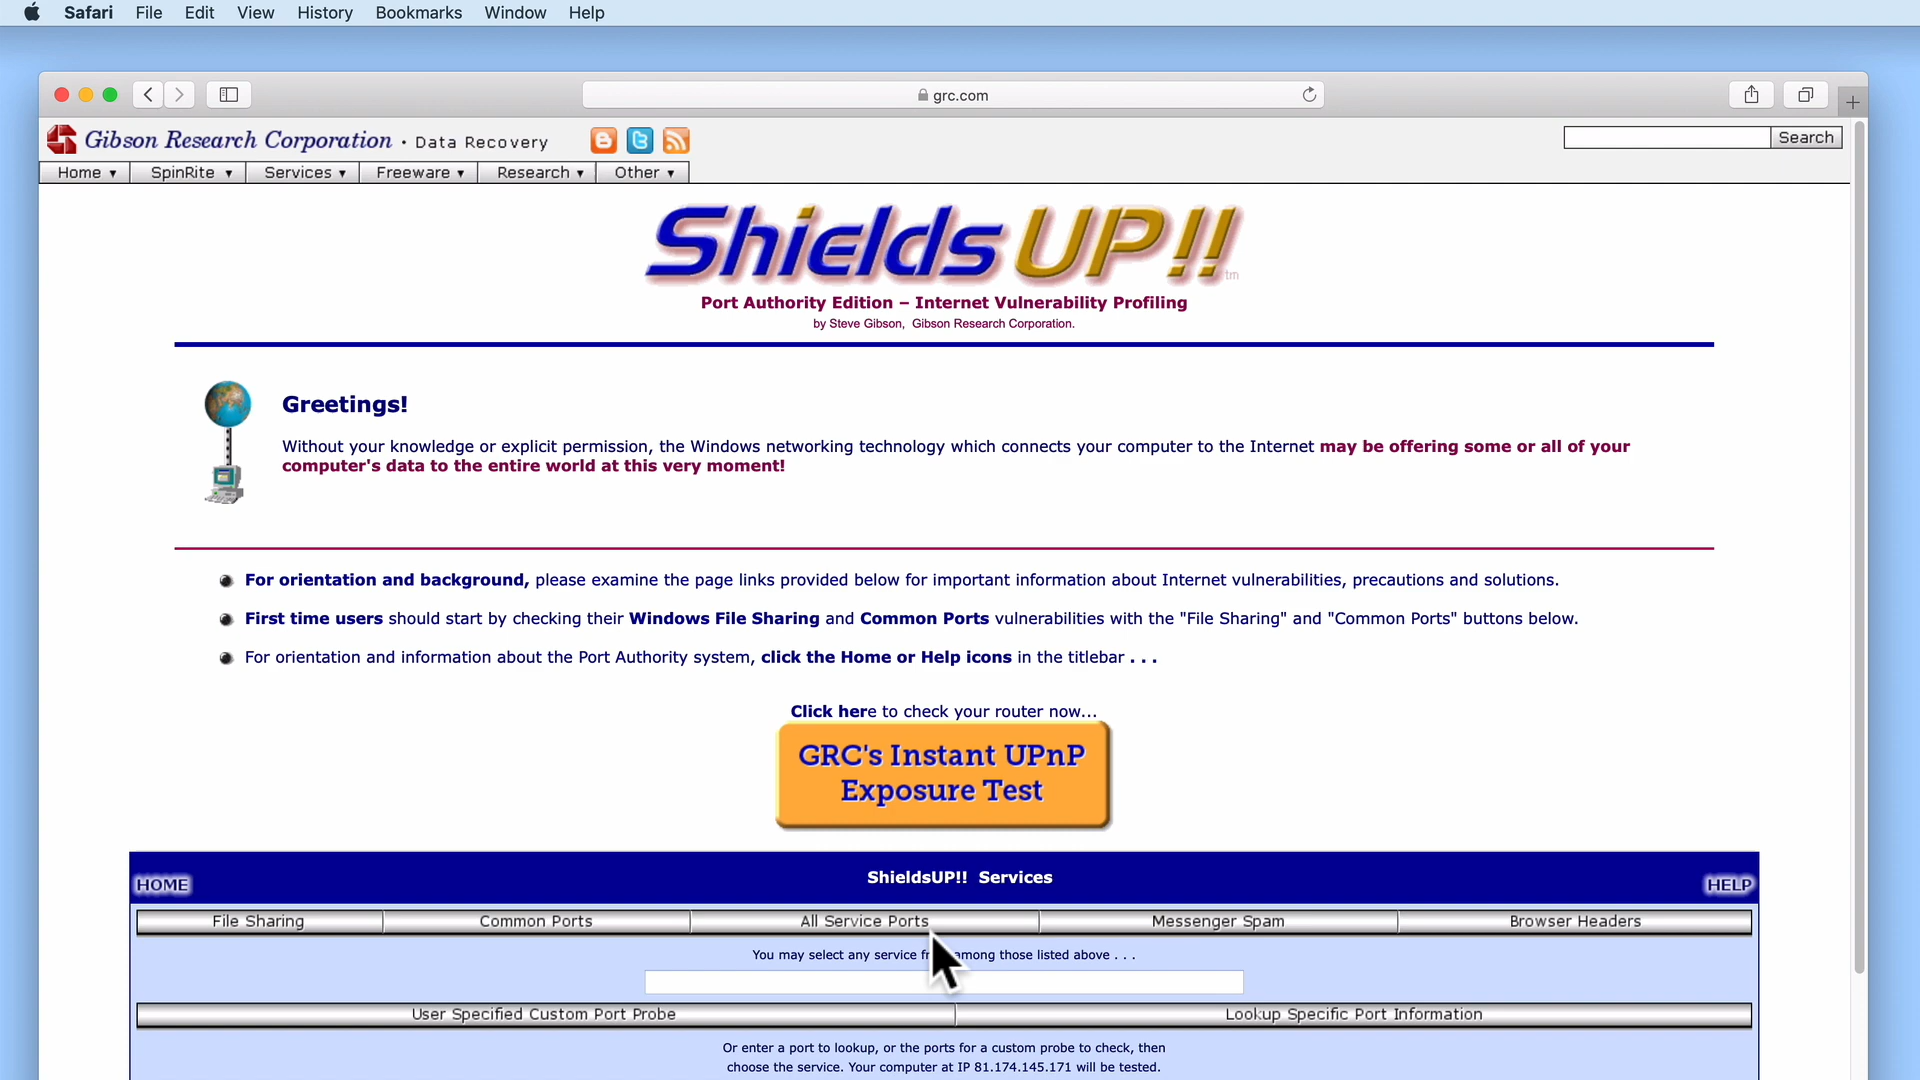 Safari File Edit View History Bookmarks Window Help
grc.com
Gibson Research Corporation · Data Recovery
Search
Home ▾ SpinRite ▾ Services ▾ Freeware ▾ Research ▾ Other ▾
ShieldsUP!! tm
Port Authority Edition – Internet Vulnerability Profiling
by Steve Gibson, Gibson Research Corporation.
Greetings!
Without your knowledge or explicit permission, the Windows networking technology which connects your computer to the Internet may be offering some or all of your
computer's data to the entire world at this very moment!
For orientation and background, please examine the page links provided below for important information about Internet vulnerabilities, precautions and solutions.
First time users should start by checking their Windows File Sharing and Common Ports vulnerabilities with the "File Sharing" and "Common Ports" buttons below.
For orientation and information about the Port Authority system, click the Home or Help icons in the titlebar . . .
Click here to check your router now...
GRC's Instant UPnP
Exposure Test
HOME ShieldsUP!! Services HELP
File Sharing Common Ports All Service Ports Messenger Spam Browser Headers
You may select any service among those listed above . . .
User Specified Custom Port Probe Lookup Specific Port Information
Or enter a port to lookup, or the ports for a custom probe to check, then
choose the service. Your computer at IP 81.174.145.171 will be tested.